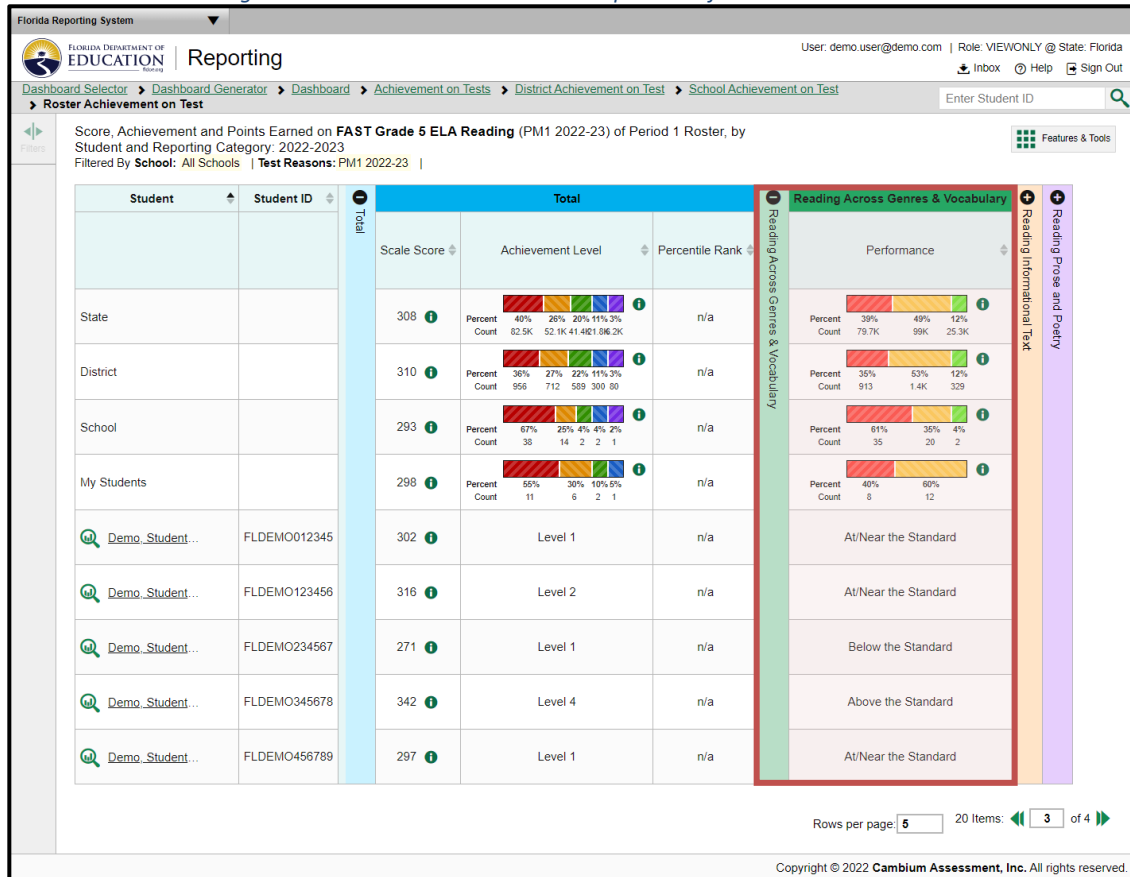 Florida Reporting System
FLORIDA DEPARTMENT OF
EDUCATION
fldoe.org
Reporting
User: demo.user@demo.com | Role: VIEWONLY @ State: Florida
Inbox Help Sign Out
Dashboard Selector Dashboard Generator Dashboard Achievement on Tests District Achievement on Test School Achievement on Test
Roster Achievement on Test
Enter Student ID
Filters
Score, Achievement and Points Earned on FAST Grade 5 ELA Reading (PM1 2022-23) of Period 1 Roster, by
Student and Reporting Category: 2022-2023
Filtered By School: All Schools | Test Reasons: PM1 2022-23 |
Features & Tools
Student Student ID Total Total Reading Across Genres & Vocabulary Reading Across Genres & Vocabulary Reading Informational Text Reading Prose and Poetry
Scale Score Achievement Level Percentile Rank Performance
State 308 n/a
Percent 40% 26% 20% 11% 3% Percent 39% 49% 12%
Count 82.5K 52.1K 41.4K 21.8K 6.2K Count 79.7K 99K 25.3K
District 310 n/a
Percent 36% 27% 22% 11% 3% Percent 35% 53% 12%
Count 956 712 589 300 80 Count 913 1.4K 329
School 293 n/a
Percent 67% 25% 4% 4% 2% Percent 61% 35% 4%
Count 38 14 2 2 1 Count 35 20 2
My Students 298 n/a
Percent 55% 30% 10% 5% Percent 40% 60%
Count 11 6 2 1 Count 8 12
Demo, Student... FLDEMO012345 302 Level 1 n/a At/Near the Standard
Demo, Student... FLDEMO123456 316 Level 2 n/a At/Near the Standard
Demo, Student... FLDEMO234567 271 Level 1 n/a Below the Standard
Demo, Student... FLDEMO345678 342 Level 4 n/a Above the Standard
Demo, Student... FLDEMO456789 297 Level 1 n/a At/Near the Standard
Rows per page: 5 20 Items: 3 of 4
Copyright © 2022 Cambium Assessment, Inc. All rights reserved.